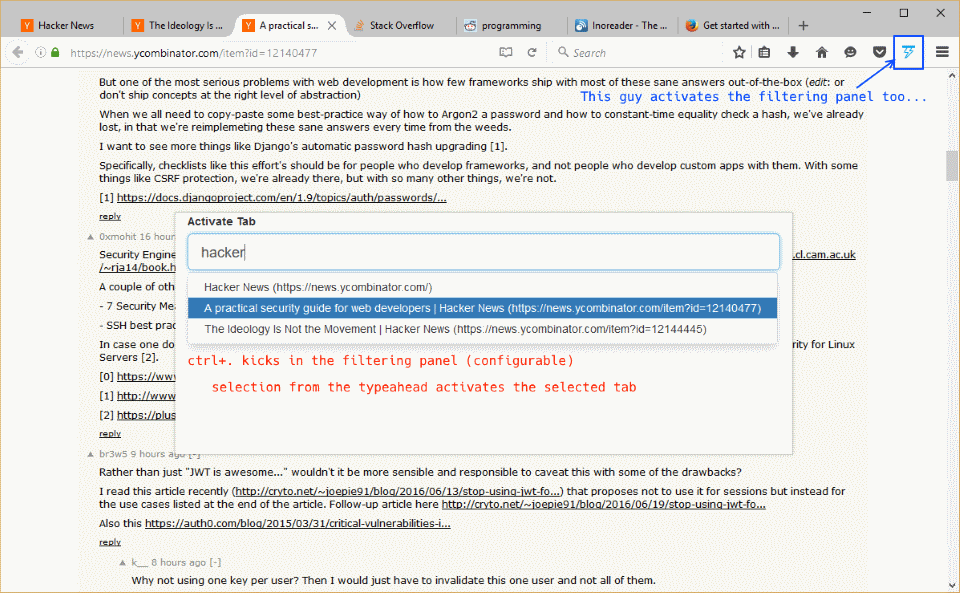 Hacker News
The Ideology Is ...
A practical s...
Stack Overflow
programming
Inoreader - The ...
Get started with ...
https://news.ycombinator.com/item?id=12140477
Search
But one of the most serious problems with web development is how few frameworks ship with most of these sane answers out-of-the-box (edit: or
don't ship concepts at the right level of abstraction)
This guy activates the filtering panel too...
When we all need to copy-paste some best-practice way of how to Argon2 a password and how to constant-time equality check a hash, we've already
lost, in that we're reimplemeting these sane answers every time from the weeds.
I want to see more things like Django's automatic password hash upgrading [1].
Specifically, checklists like this effort's should be for people who develop frameworks, and not people who develop custom apps with them. With some
things like CSRF protection, we're already there, but with so many other things, we're not.
[1] https://docs.djangoproject.com/en/1.9/topics/auth/passwords/...
reply
0xmohit 16 hour
Security Engine
.cl.cam.ac.uk
/~rja14/book.h
A couple of oth
- 7 Security Me
- SSH best prac
In case one do
rity for Linux
Servers [2].
[0] https://www
[1] http://www
[2] https://plus
reply
Activate Tab
hacker
Hacker News (https://news.ycombinator.com/)
A practical security guide for web developers | Hacker News (https://news.ycombinator.com/item?id=12140477)
The Ideology Is Not the Movement | Hacker News (https://news.ycombinator.com/item?id=12144445)
ctrl+. kicks in the filtering panel (configurable)
selection from the typeahead activates the selected tab
br3w5 9 hours ago [-]
Rather than just "JWT is awesome..." wouldn't it be more sensible and responsible to caveat this with some of the drawbacks?
I read this article recently (http://cryto.net/~joepie91/blog/2016/06/13/stop-using-jwt-fo...) that proposes not to use it for sessions but instead for
the use cases listed at the end of the article. Follow-up article here http://cryto.net/~joepie91/blog/2016/06/19/stop-using-jwt-fo...
Also this https://auth0.com/blog/2015/03/31/critical-vulnerabilities-i...
reply
k__ 8 hours ago [-]
Why not using one key per user? Then I would just have to invalidate this one user and not all of them.